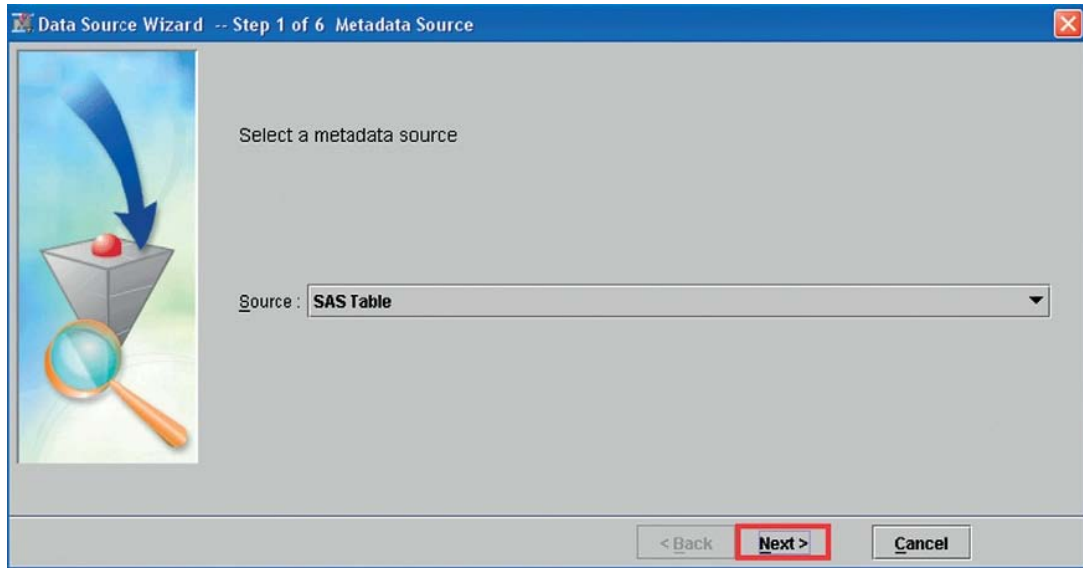 Data Source Wizard -- Step 1 of 6 Metadata Source
Select a metadata source
Source : SAS Table
< Back Next > Cancel